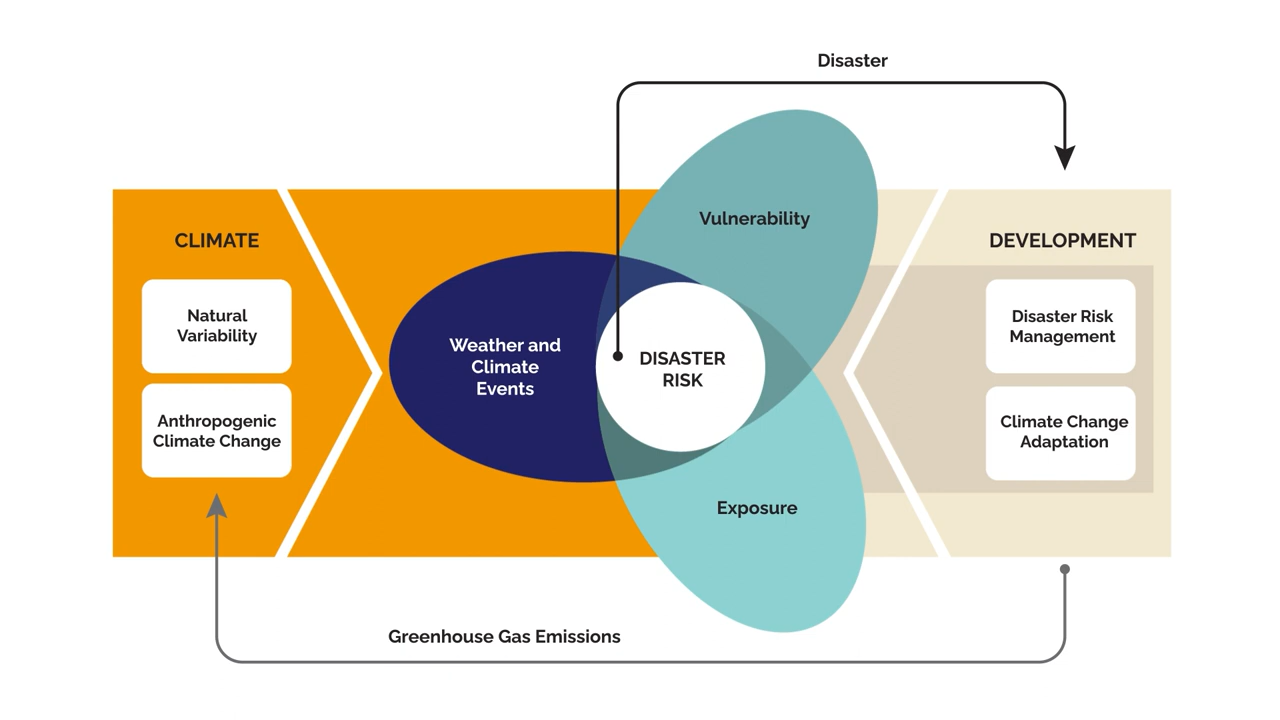 Disaster
Vulnerability
CLIMATE
DEVELOPMENT
Natural
Variability
Disaster Risk
Management
Weather and
Climate
Events
DISASTER
RISK
Anthropogenic
Climate Change
Climate Change
Adaptation
Exposure
Greenhouse Gas Emissions